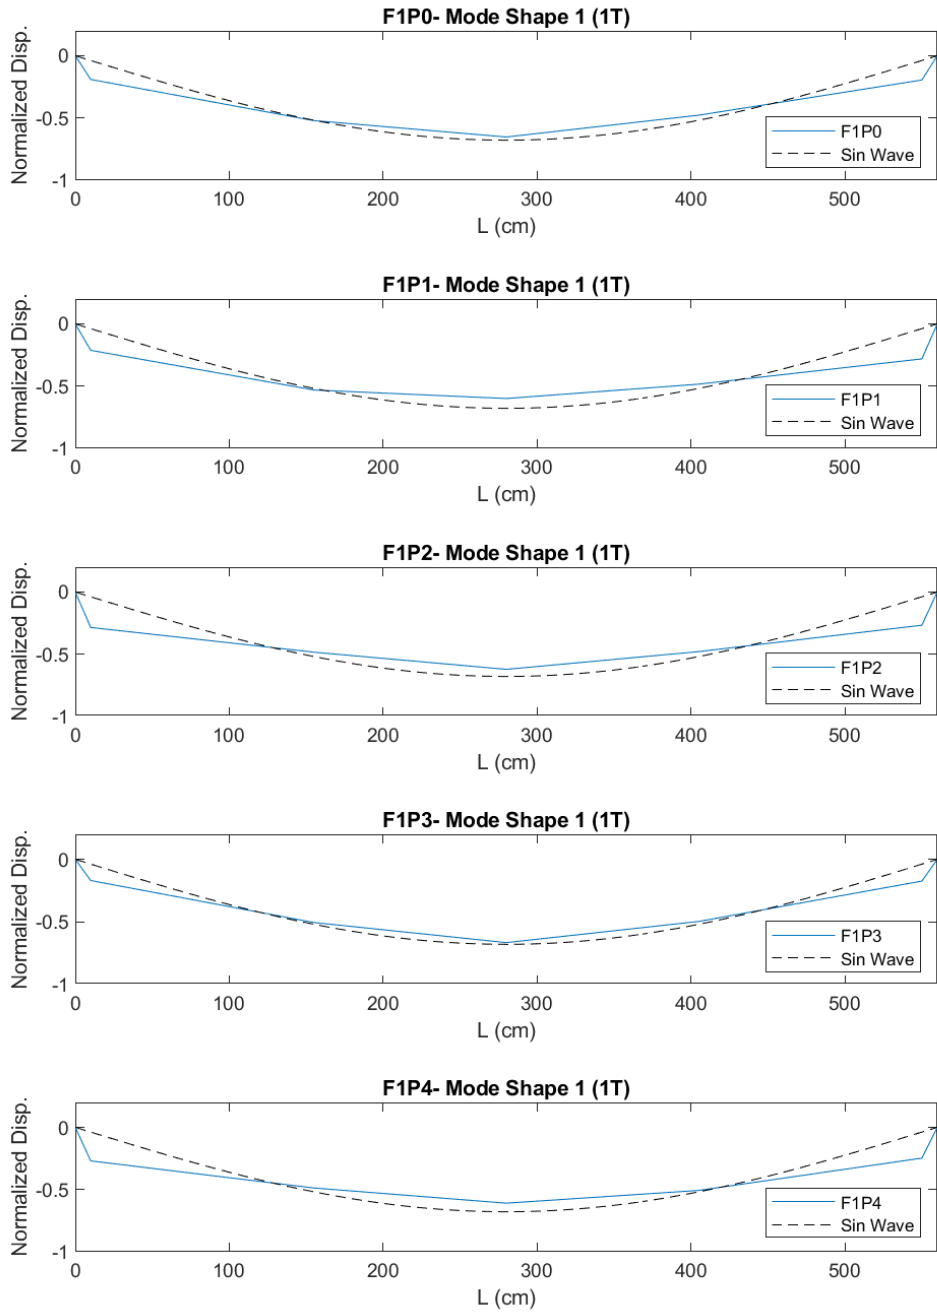 F1P0- Mode Shape 1 (1T)
Normalized Disp.
0
-0.5
-1
F1P0
Sin Wave
0 100 200 300 400 500
L (cm)
F1P1- Mode Shape 1 (1T)
Normalized Disp.
0
-0.5
-1
F1P1
Sin Wave
0 100 200 300 400 500
L (cm)
F1P2- Mode Shape 1 (1T)
Normalized Disp.
0
-0.5
-1
F1P2
Sin Wave
0 100 200 300 400 500
L (cm)
F1P3- Mode Shape 1 (1T)
Normalized Disp.
0
-0.5
-1
F1P3
Sin Wave
0 100 200 300 400 500
L (cm)
F1P4- Mode Shape 1 (1T)
Normalized Disp.
0
-0.5
-1
F1P4
Sin Wave
0 100 200 300 400 500
L (cm)